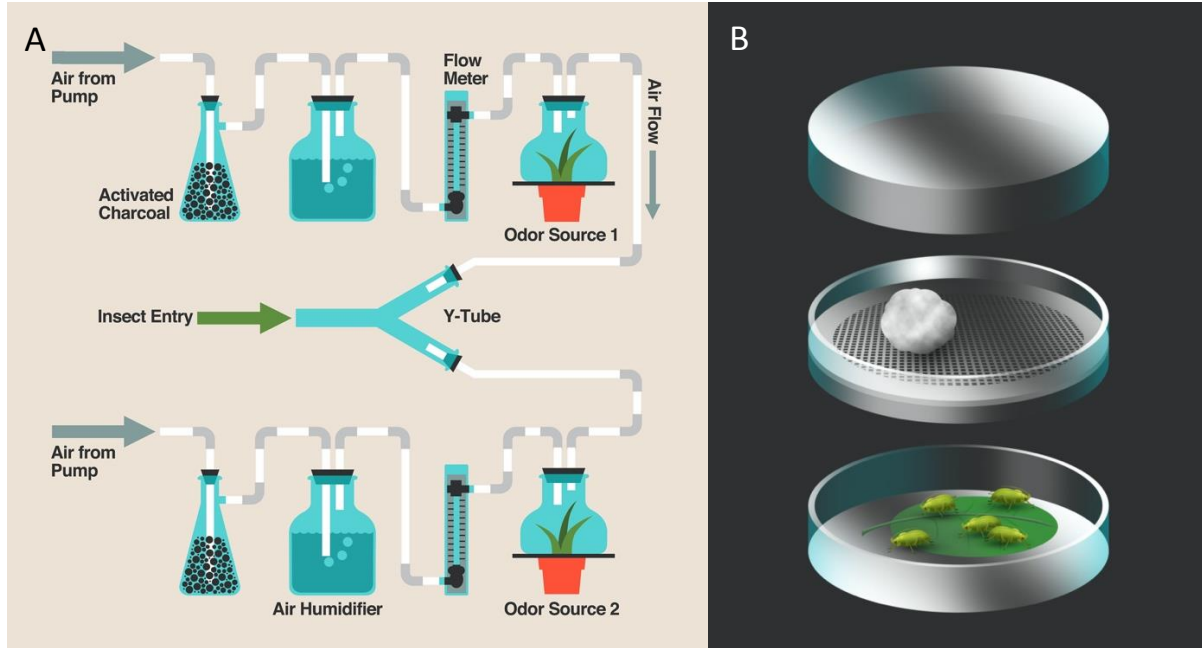 A
B
Air from
Pump
Activated
Charcoal
Flow
Meter
Air Flow
Odor Source 1
Insect Entry
Y-Tube
Air from
Pump
Air Humidifier
Odor Source 2